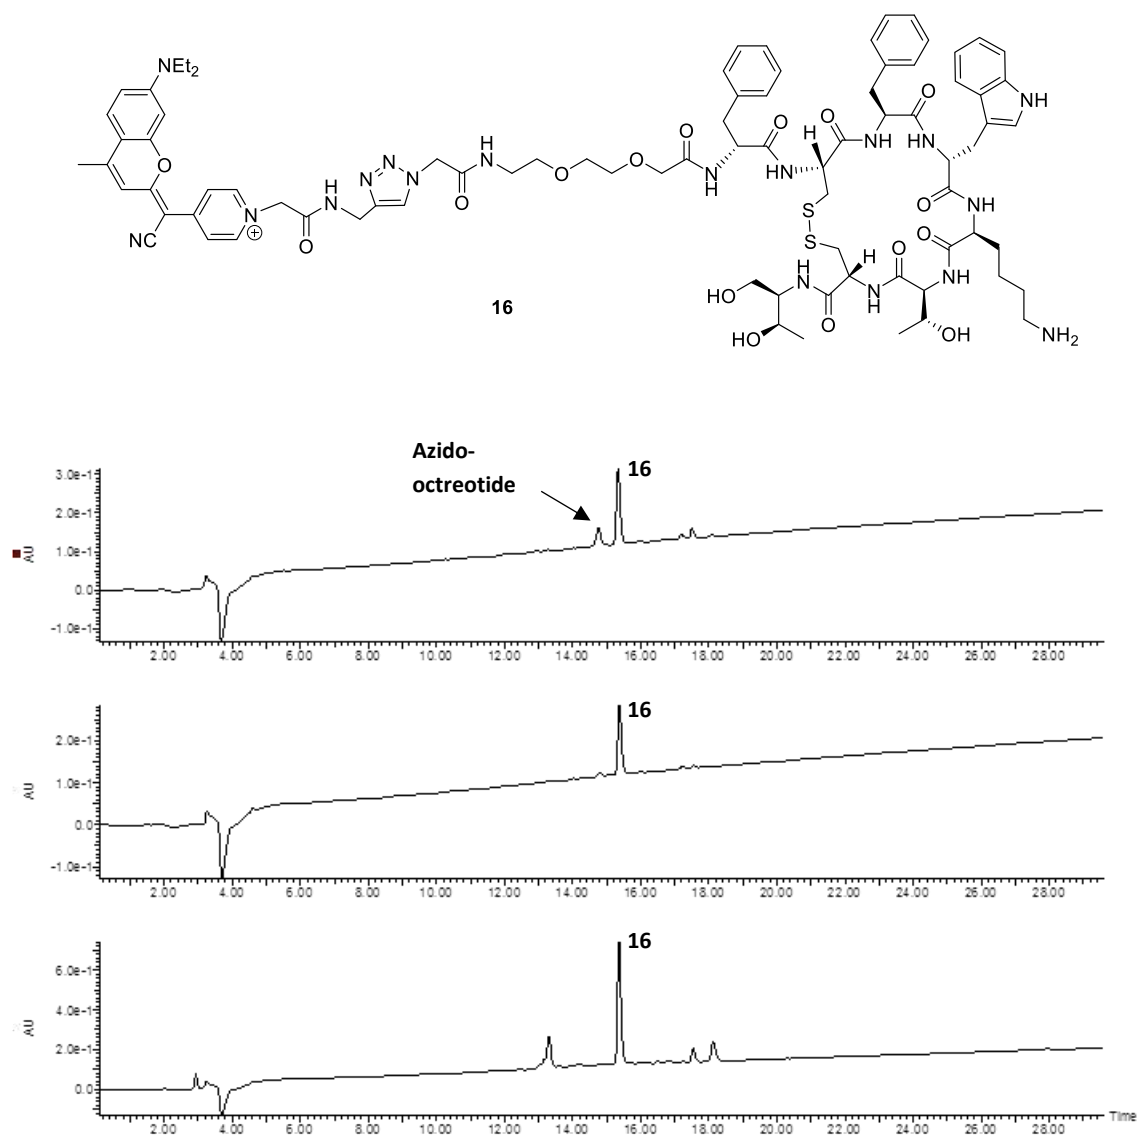 NEt2
O
NC
N
⊕
O
H
N
N
N
N
O
H
N
O
O
O
N
H
O
HN
H
O
NH
O
HN
NH
O
NH
O
NH
O
N
H
H
O
H
N
S
S
HO
HO
OH
NH2
16
Azido-
octreotide
16
3.0e-1
2.0e-1
1.0e-1
0.0
-1.0e-1
AU
2.00 4.00 6.00 8.00 10.00 12.00 14.00 16.00 18.00 20.00 22.00 24.00 26.00 28.00
16
2.0e-1
1.0e-1
0.0
-1.0e-1
AU
2.00 4.00 6.00 8.00 10.00 12.00 14.00 16.00 18.00 20.00 22.00 24.00 26.00 28.00
16
6.0e-1
4.0e-1
2.0e-1
0.0
AU
Time
2.00 4.00 6.00 8.00 10.00 12.00 14.00 16.00 18.00 20.00 22.00 24.00 26.00 28.00